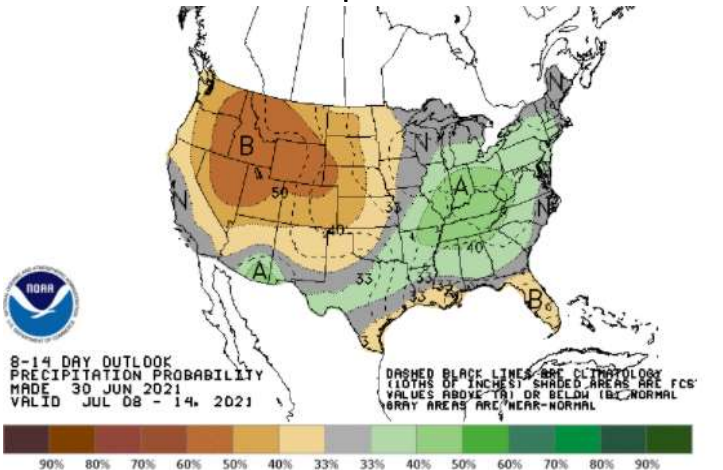 N
N
B
A
50
33
N
N
40
40
A
33
33
33
33
B
NOAA
8-14 DAY OUTLOOK
PRECIPITATION PROBABILITY
MADE 30 JUN 2021
VALID JUL 08 - 14, 2021
DASHED BLACK LINES ARE CLIMATOLOGY
(10THS OF INCHES) SHADED AREAS ARE FCST
VALUES ABOVE (A) OR BELOW (B) NORMAL
GRAY AREAS ARE NEAR-NORMAL
90% 80% 70% 60% 50% 40% 33% 33% 40% 50% 60% 70% 80% 90%